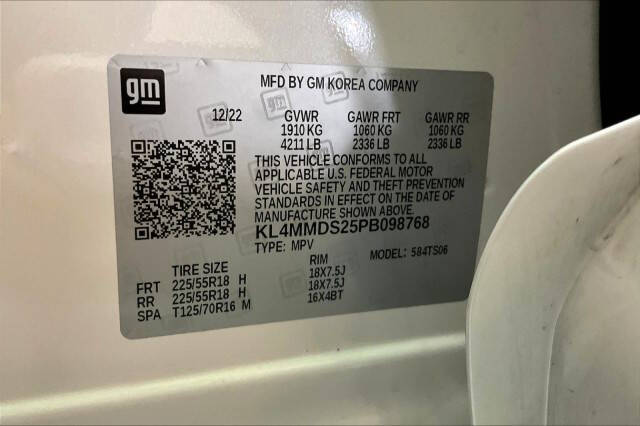 gm
MFD BY GM KOREA COMPANY
12/22 GVWR GAWR FRT GAWR RR
1910 KG 1060 KG 1060 KG
4211 LB 2336 LB 2336 LB
THIS VEHICLE CONFORMS TO ALL
APPLICABLE U.S. FEDERAL MOTOR
VEHICLE SAFETY AND THEFT PREVENTION
STANDARDS IN EFFECT ON THE DATE OF
MANUFACTURE SHOWN ABOVE.
KL4MMDS25PB098768
TYPE: MPV MODEL: 584TS06
TIRE SIZE RIM
FRT 225/55R18 H 18X7.5J
RR 225/55R18 H 18X7.5J
SPA T125/70R16 M 16X4BT